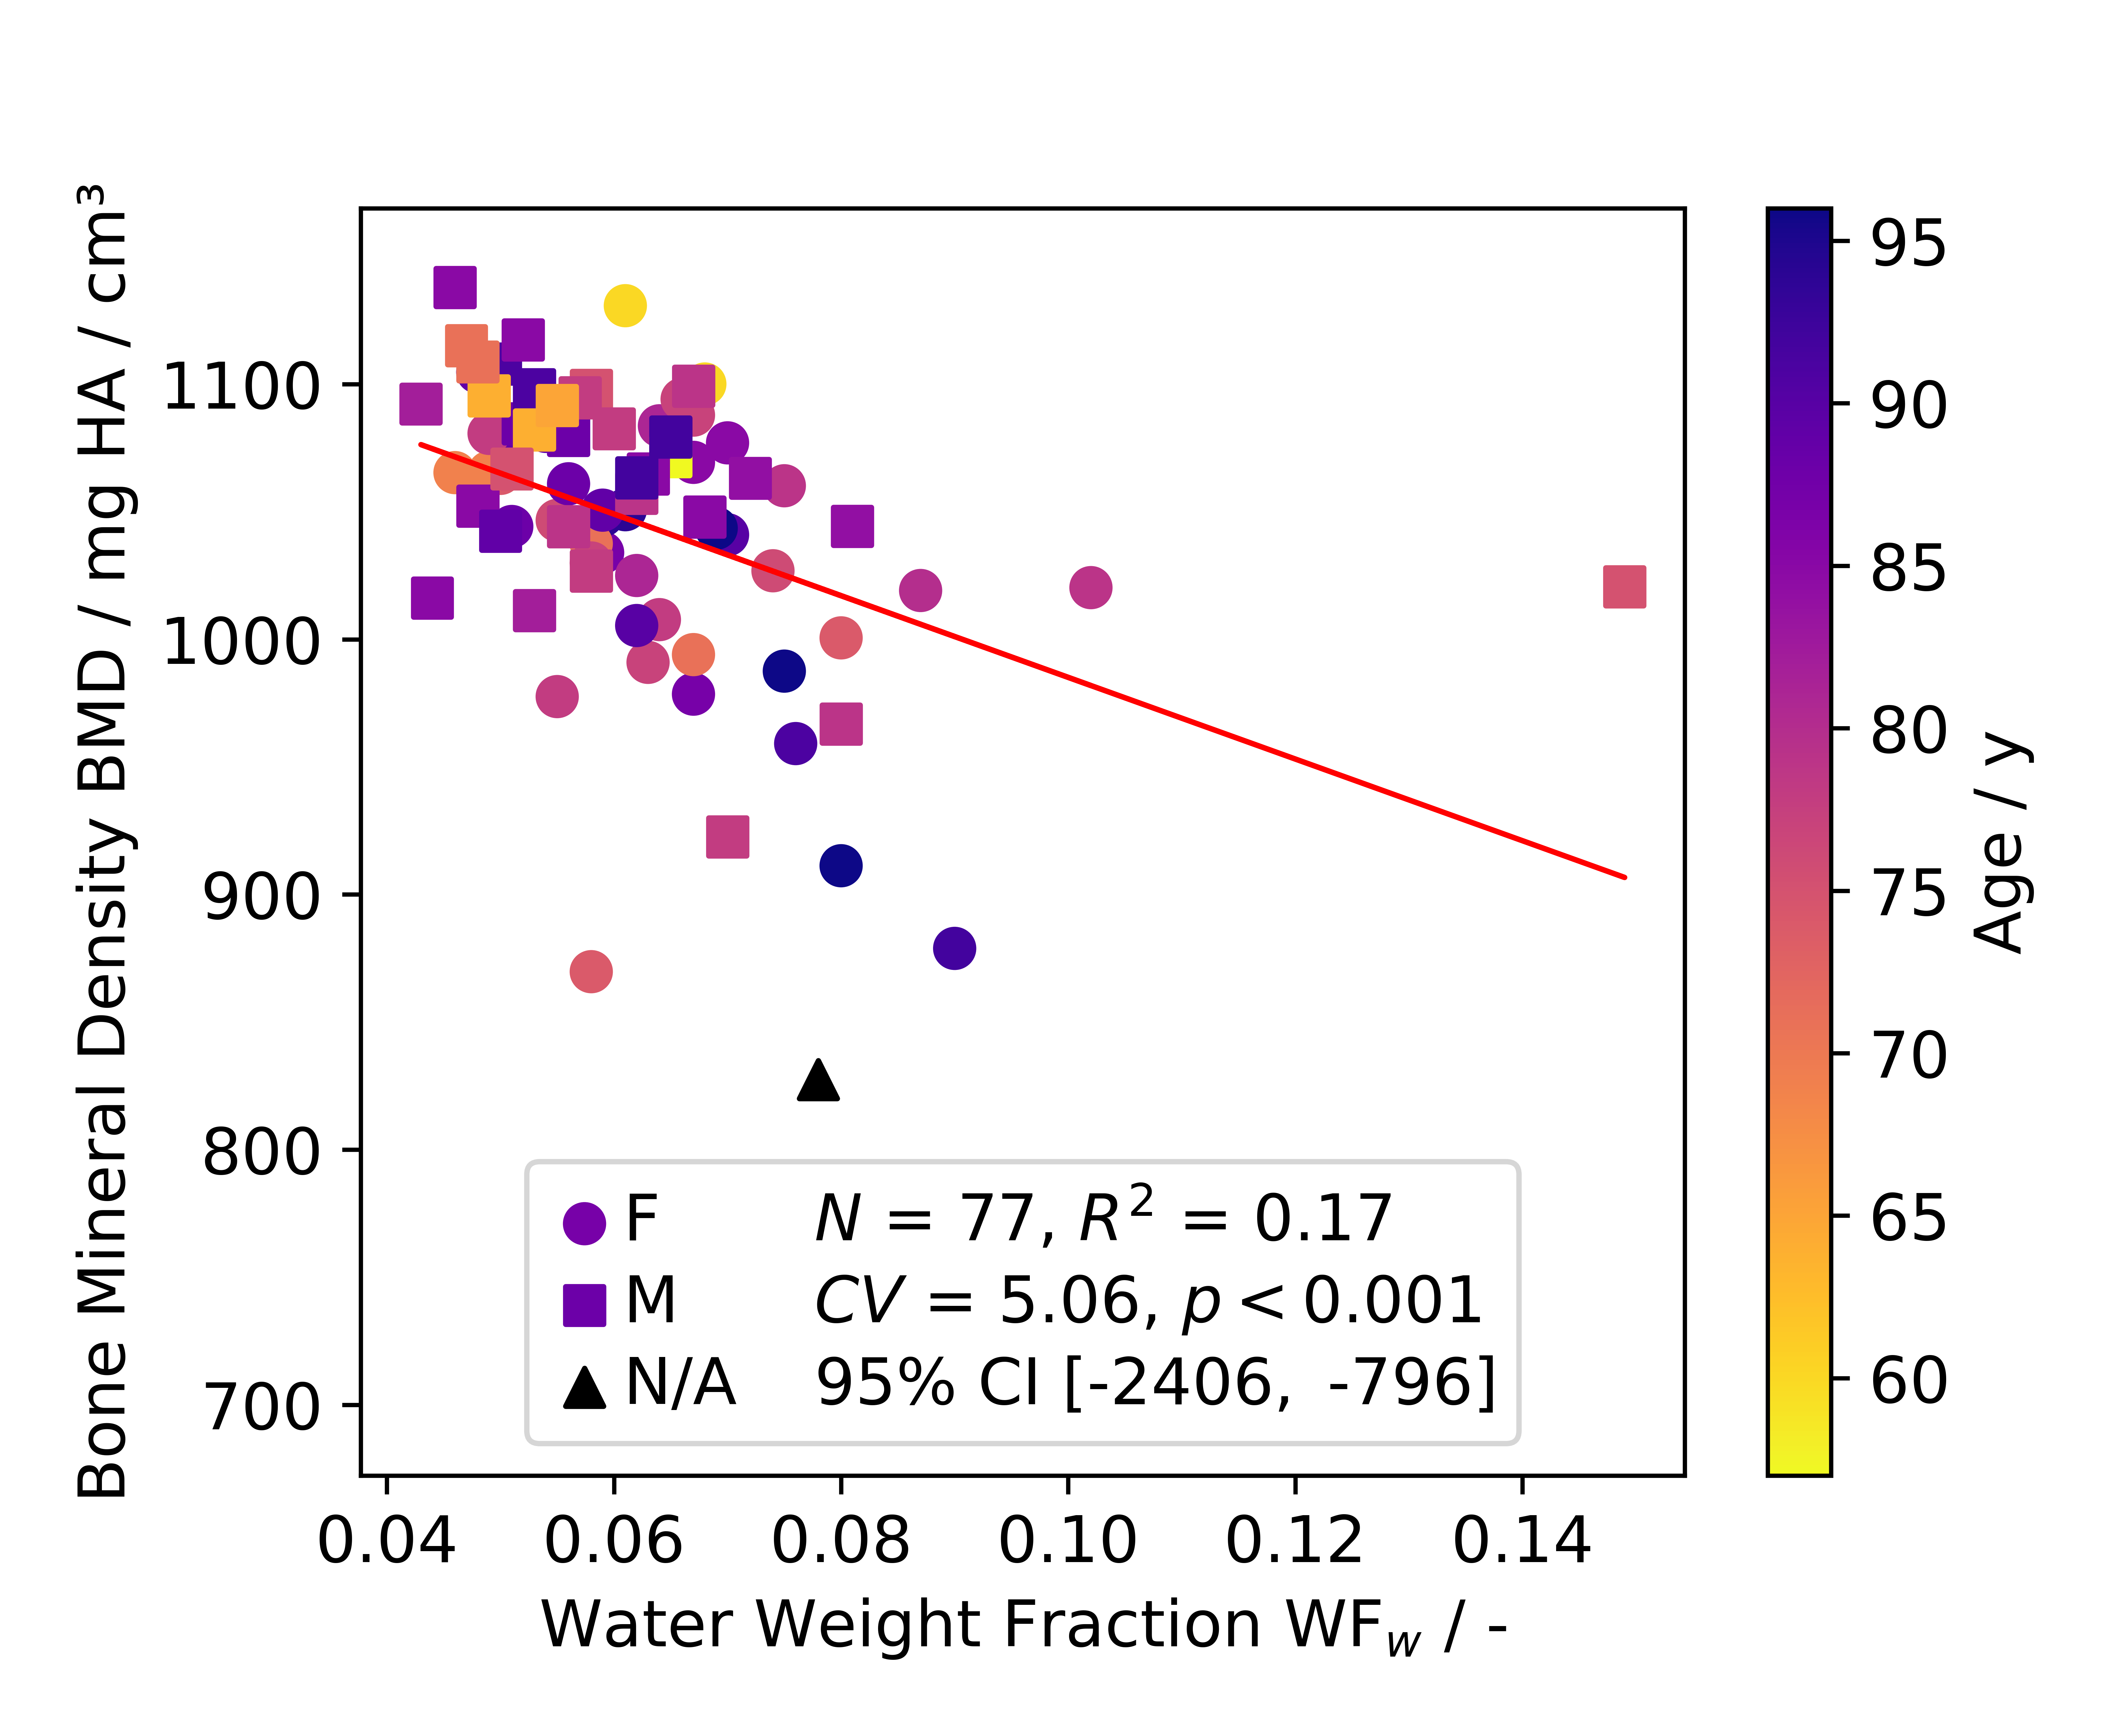 Bone Mineral Density BMD / mg HA / cm³
1100
1000
900
800
700
0.04 0.06 0.08 0.10 0.12 0.14
Water Weight Fraction WF_w / -
F N = 77, R² = 0.17
M CV = 5.06, p < 0.001
N/A 95% CI [-2406, -796]
95
90
85
80
75
70
65
60
Age / y